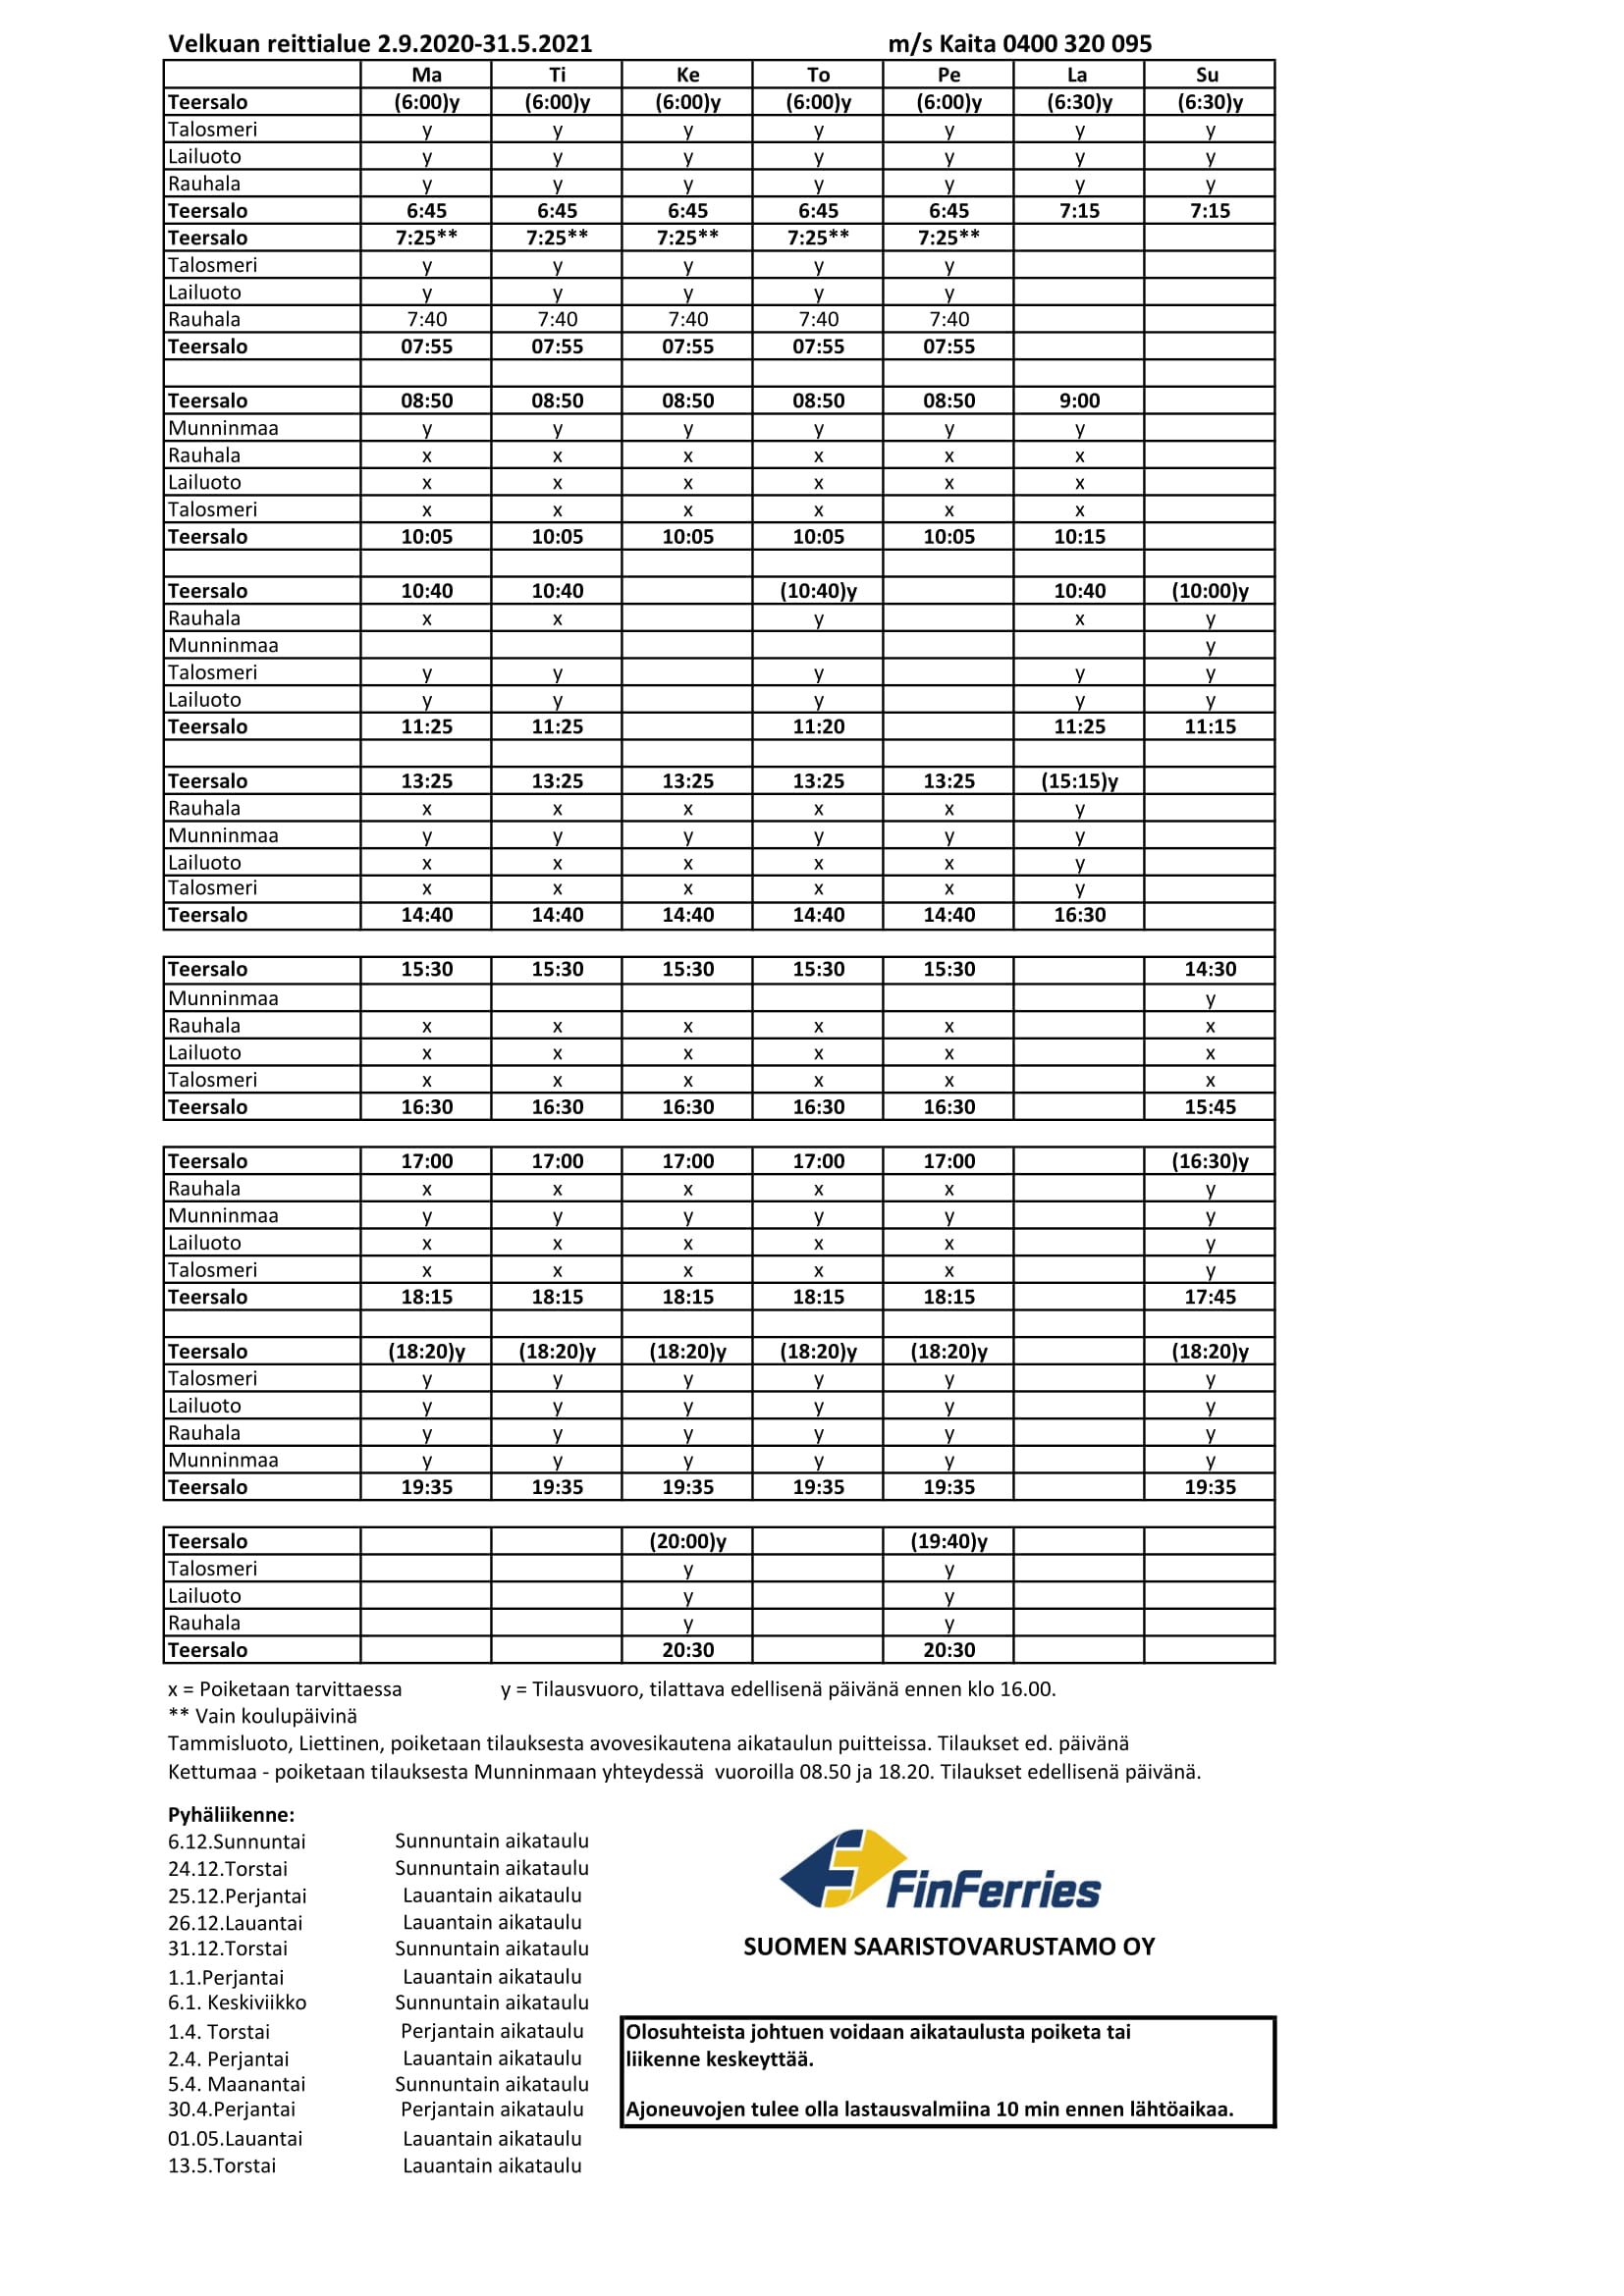 Velkuan reittialue 2.9.2020-31.5.2021 m/s Kaita 0400 320 095
Ma Ti Ke To Pe La Su
Teersalo (6:00)y (6:00)y (6:00)y (6:00)y (6:00)y (6:30)y (6:30)y
Talosmeri y y y y y y y
Lailuoto y y y y y y y
Rauhala y y y y y y y
Teersalo 6:45 6:45 6:45 6:45 6:45 7:15 7:15
Teersalo 7:25** 7:25** 7:25** 7:25** 7:25**
Talosmeri y y y y y
Lailuoto y y y y y
Rauhala 7:40 7:40 7:40 7:40 7:40
Teersalo 07:55 07:55 07:55 07:55 07:55
Teersalo 08:50 08:50 08:50 08:50 08:50 9:00
Munninmaa y y y y y y
Rauhala x x x x x x
Lailuoto x x x x x x
Talosmeri x x x x x x
Teersalo 10:05 10:05 10:05 10:05 10:05 10:15
Teersalo 10:40 10:40 (10:40)y 10:40 (10:00)y
Rauhala x x y x y
Munninmaa y
Talosmeri y y y y y
Lailuoto y y y y y
Teersalo 11:25 11:25 11:20 11:25 11:15
Teersalo 13:25 13:25 13:25 13:25 13:25 (15:15)y
Rauhala x x x x x y
Munninmaa y y y y y y
Lailuoto x x x x x y
Talosmeri x x x x x y
Teersalo 14:40 14:40 14:40 14:40 14:40 16:30
Teersalo 15:30 15:30 15:30 15:30 15:30 14:30
Munninmaa y
Rauhala x x x x x x
Lailuoto x x x x x x
Talosmeri x x x x x x
Teersalo 16:30 16:30 16:30 16:30 16:30 15:45
Teersalo 17:00 17:00 17:00 17:00 17:00 (16:30)y
Rauhala x x x x x y
Munninmaa y y y y y y
Lailuoto x x x x x y
Talosmeri x x x x x y
Teersalo 18:15 18:15 18:15 18:15 18:15 17:45
Teersalo (18:20)y (18:20)y (18:20)y (18:20)y (18:20)y (18:20)y
Talosmeri y y y y y y
Lailuoto y y y y y y
Rauhala y y y y y y
Munninmaa y y y y y y
Teersalo 19:35 19:35 19:35 19:35 19:35 19:35
Teersalo (20:00)y (19:40)y
Talosmeri y y
Lailuoto y y
Rauhala y y
Teersalo 20:30 20:30
x = Poiketaan tarvittaessa y = Tilausvuoro, tilattava edellisenä päivänä ennen klo 16.00.
** Vain koulupäivinä
Tammisluoto, Liettinen, poiketaan tilauksesta avovesikautena aikataulun puitteissa. Tilaukset ed. päivänä
Kettumaa - poiketaan tilauksesta Munninmaan yhteydessä vuoroilla 08.50 ja 18.20. Tilaukset edellisenä päivänä.
Pyhäliikenne:
6.12.Sunnuntai Sunnuntain aikataulu
24.12.Torstai Sunnuntain aikataulu
25.12.Perjantai Lauantain aikataulu
26.12.Lauantai Lauantain aikataulu
31.12.Torstai Sunnuntain aikataulu
1.1.Perjantai Lauantain aikataulu
6.1. Keskiviikko Sunnuntain aikataulu
1.4. Torstai Perjantain aikataulu
2.4. Perjantai Lauantain aikataulu
5.4. Maanantai Sunnuntain aikataulu
30.4.Perjantai Perjantain aikataulu
01.05.Lauantai Lauantain aikataulu
13.5.Torstai Lauantain aikataulu
FinFerries
SUOMEN SAARISTOVARUSTAMO OY
Olosuhteista johtuen voidaan aikataulusta poiketa tai
liikenne keskeyttää.
Ajoneuvojen tulee olla lastausvalmiina 10 min ennen lähtöaikaa.